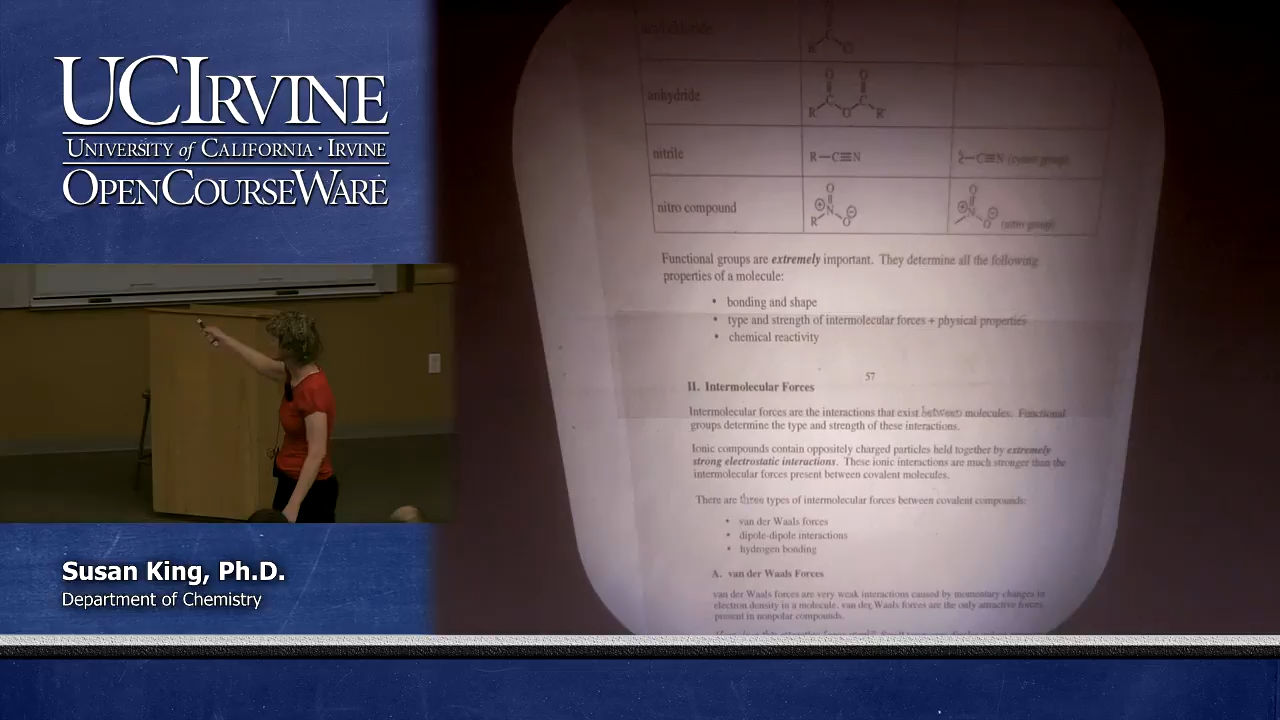 UCIRVINE
UNIVERSITY of CALIFORNIA · IRVINE
OPENCOURSEWARE
Susan King, Ph.D.
Department of Chemistry
acid chloride
anhydride
nitrile
R—C≡N
C≡N
nitro compound
Functional groups are extremely important. They determine all the following
properties of a molecule:
• bonding and shape
• type and strength of intermolecular forces + physical properties
• chemical reactivity
57
II. Intermolecular Forces
Intermolecular forces are the interactions that exist between molecules. Functional
groups determine the type and strength of these interactions.
Ionic compounds contain oppositely charged particles held together by extremely
strong electrostatic interactions. These ionic interactions are much stronger than the
intermolecular forces present between covalent molecules.
There are three types of intermolecular forces between covalent compounds:
• van der Waals forces
• dipole-dipole interactions
• hydrogen bonding
A. van der Waals Forces
van der Waals forces are very weak interactions caused by momentary changes in
electron density in a molecule. van der Waals forces are the only attractive forces
present in nonpolar compounds.